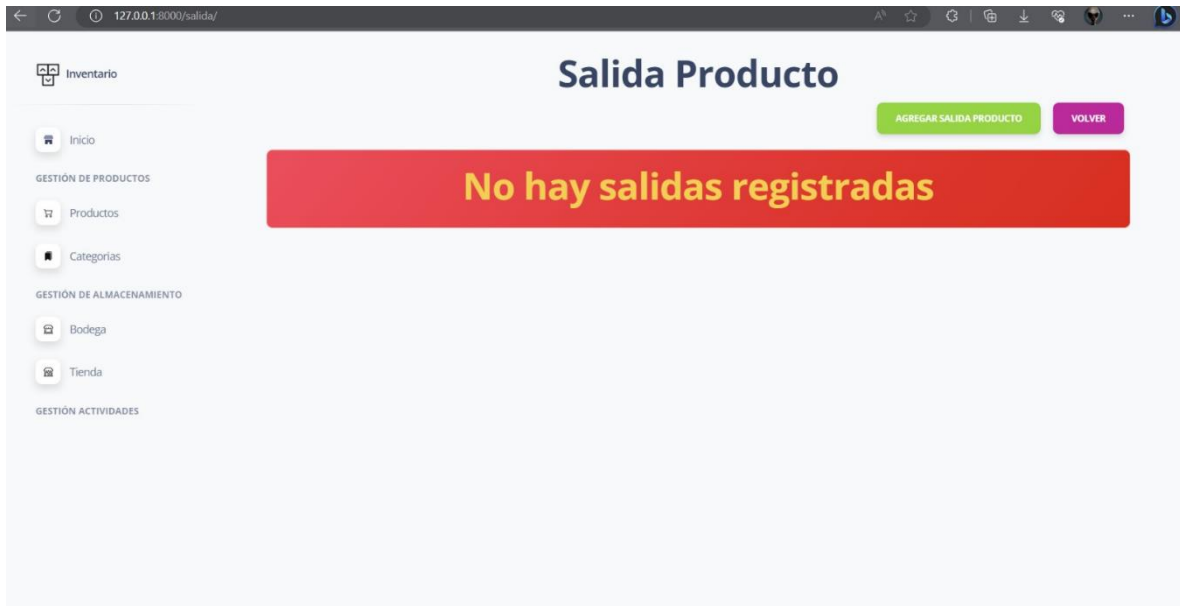 127.0.0.1:8000/salida/
Inventario
Salida Producto
AGREGAR SALIDA PRODUCTO
VOLVER
Inicio
GESTIÓN DE PRODUCTOS
No hay salidas registradas
Productos
Categorias
GESTIÓN DE ALMACENAMIENTO
Bodega
Tienda
GESTIÓN ACTIVIDADES